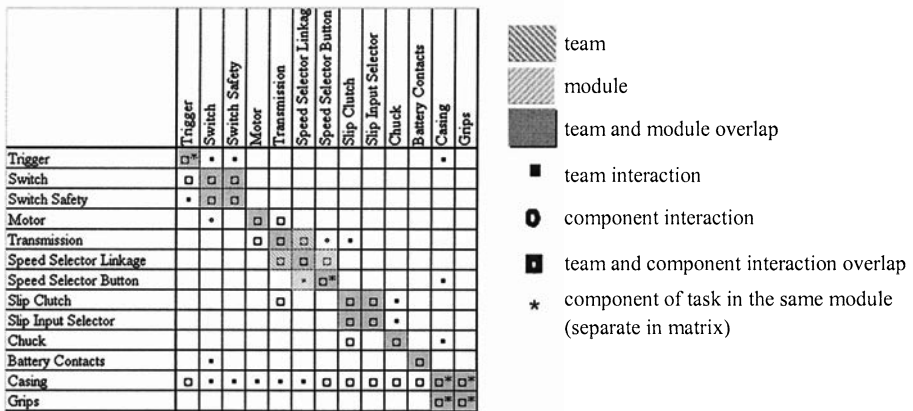 Trigger
Switch
Switch Safety
Motor
Transmission
Speed Selector Linkag
Speed Selector Button
Slip Clutch
Slip Input Selector
Chuck
Battery Contacts
Casing
Grips
Trigger
Switch
Switch Safety
Motor
Transmission
Speed Selector Linkage
Speed Selector Button
Slip Clutch
Slip Input Selector
Chuck
Battery Contacts
Casing
Grips
team
module
team and module overlap
team interaction
component interaction
team and component interaction overlap
* component of task in the same module
(separate in matrix)